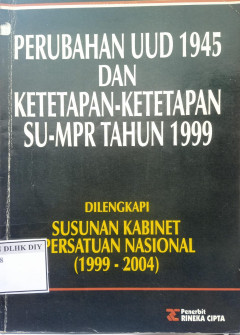 PERUBAHAN UUD 1945
DAN
KETETAPAN-KETETAPAN
SU-MPR TAHUN 1999
DILENGKAPI
SUSUNAN KABINET
PERSATUAN NASIONAL
(1999 - 2004)
DLHK DIY
Penerbit
RINEKA CIPTA